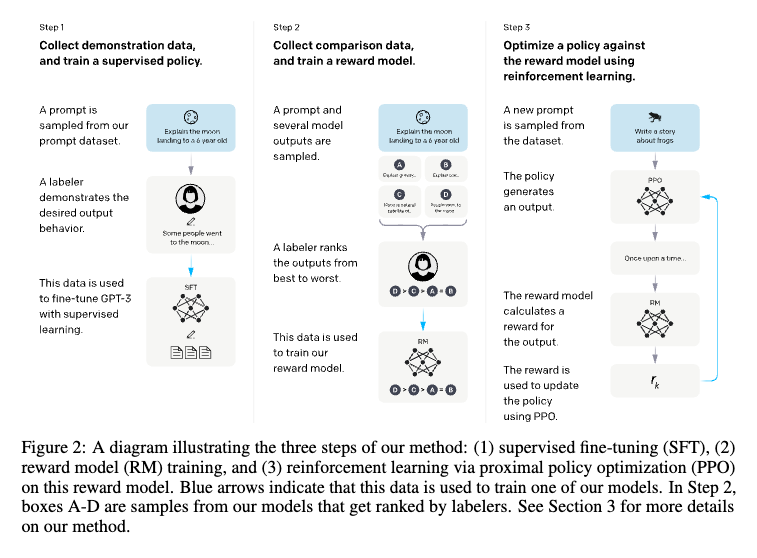 Step 1
Collect demonstration data,
and train a supervised policy.
A prompt is
sampled from our
prompt dataset.
Explain the moon
landing to a 6 year old
A labeler
demonstrates the
desired output
behavior.
Some people went
to the moon...
This data is used
to fine-tune GPT-3
with supervised
learning.
SFT
Step 2
Collect comparison data,
and train a reward model.
A prompt and
several model
outputs are
sampled.
Explain the moon
landing to a 6 year old
A
Explain gravity...
B
Explain war...
C
Moon is natural
satellite of...
D
People went to
the moon...
A labeler ranks
the outputs from
best to worst.
D > C > A = B
This data is used
to train our
reward model.
RM
D > C > A = B
Step 3
Optimize a policy against
the reward model using
reinforcement learning.
A new prompt
is sampled from
the dataset.
Write a story
about frogs
The policy
generates
an output.
PPO
Once upon a time...
The reward model
calculates a
reward for
the output.
RM
The reward is
used to update
the policy
using PPO.
rk
Figure 2: A diagram illustrating the three steps of our method: (1) supervised fine-tuning (SFT), (2)
reward model (RM) training, and (3) reinforcement learning via proximal policy optimization (PPO)
on this reward model. Blue arrows indicate that this data is used to train one of our models. In Step 2,
boxes A-D are samples from our models that get ranked by labelers. See Section 3 for more details
on our method.